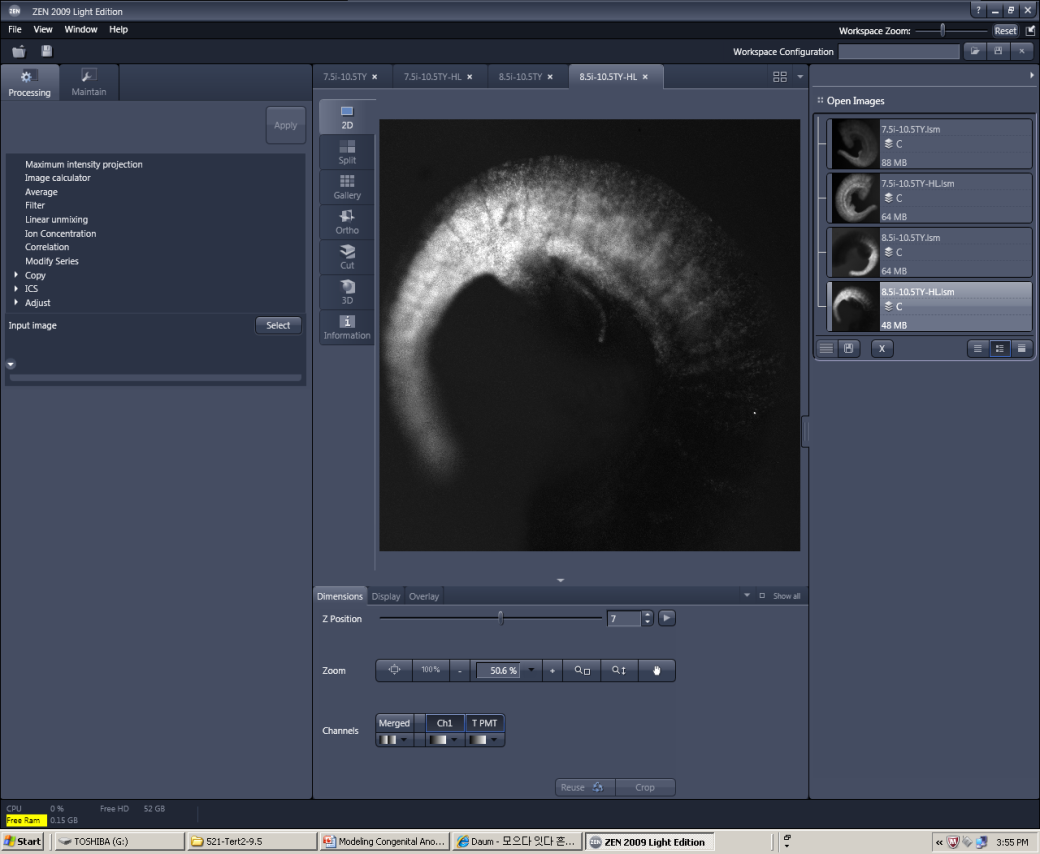 ZEN 2009 Light Edition
File View Window Help
Workspace Zoom: Reset
Workspace Configuration
Processing Maintain
7.5i-10.5TY × 7.5i-10.5TY-HL × 8.5i-10.5TY × 8.5i-10.5TY-HL ×
Apply
Maximum intensity projection
Image calculator
Average
Filter
Linear unmixing
Ion Concentration
Correlation
Modify Series
Copy
ICS
Adjust
Input image Select
2D
Split
Gallery
Ortho
Cut
3D
Information
Open Images
7.5i-10.5TY.lsm
C
88 MB
7.5i-10.5TY-HL.lsm
C
64 MB
8.5i-10.5TY.lsm
C
64 MB
8.5i-10.5TY-HL.lsm
C
48 MB
X
Dimensions Display Overlay Show all
Z Position 7
Zoom 100% - 50.6 % +
Channels Merged Ch1 T PMT
Reuse Crop
CPU 0 % Free HD 52 GB
Free Ram 0.15 GB
Start TOSHIBA (G:) 521-Tert2-9.5 Modeling Congenital Ano... Daum - 모으다 잇다 흔... ZEN 2009 Light Edition 3:55 PM